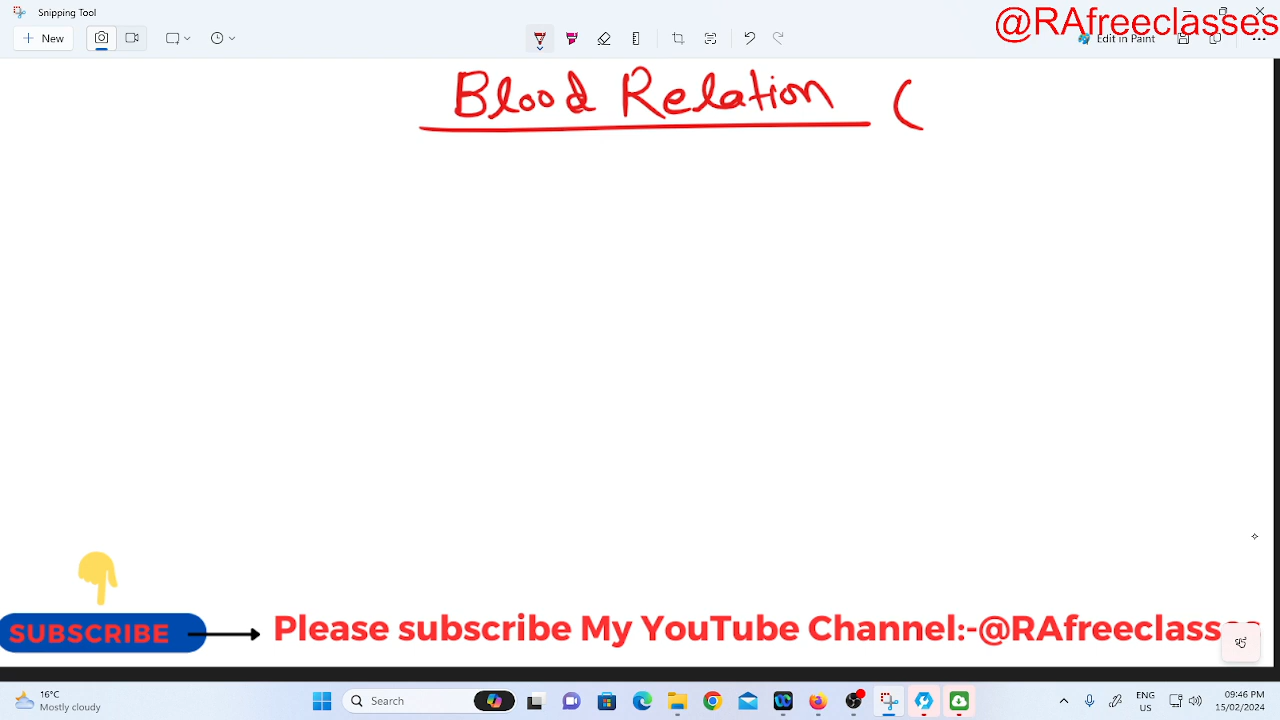 Snipping Tool
@RAfreeclasses
New
Edit in Paint
Blood Relation (
SUBSCRIBE
Please subscribe My YouTube Channel:-@RAfreeclasses
16°C
Mostly cloudy
Search
ENG
US
09:46 PM
15/02/2024